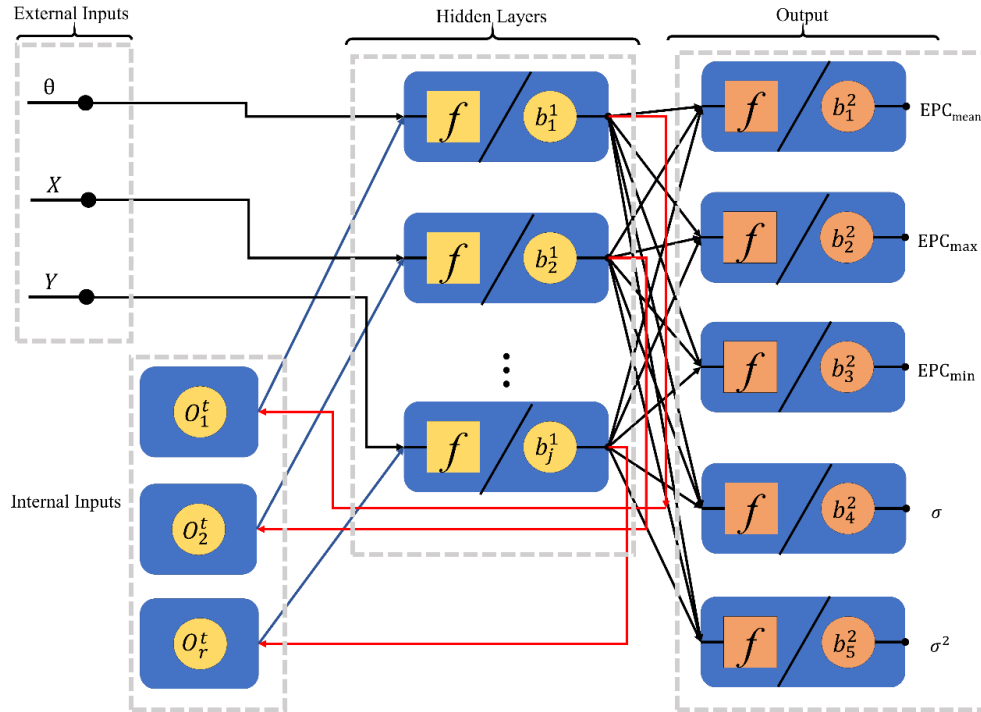 External Inputs
Hidden Layers
Output
θ
X
Y
f
b₁¹
f
b₂¹
⋮
f
bⱼ¹
O₁ᵗ
Internal Inputs
O₂ᵗ
Oᵣᵗ
f
b₁²
EPCmean
f
b₂²
EPCmax
f
b₃²
EPCmin
f
b₄²
σ
f
b₅²
σ²